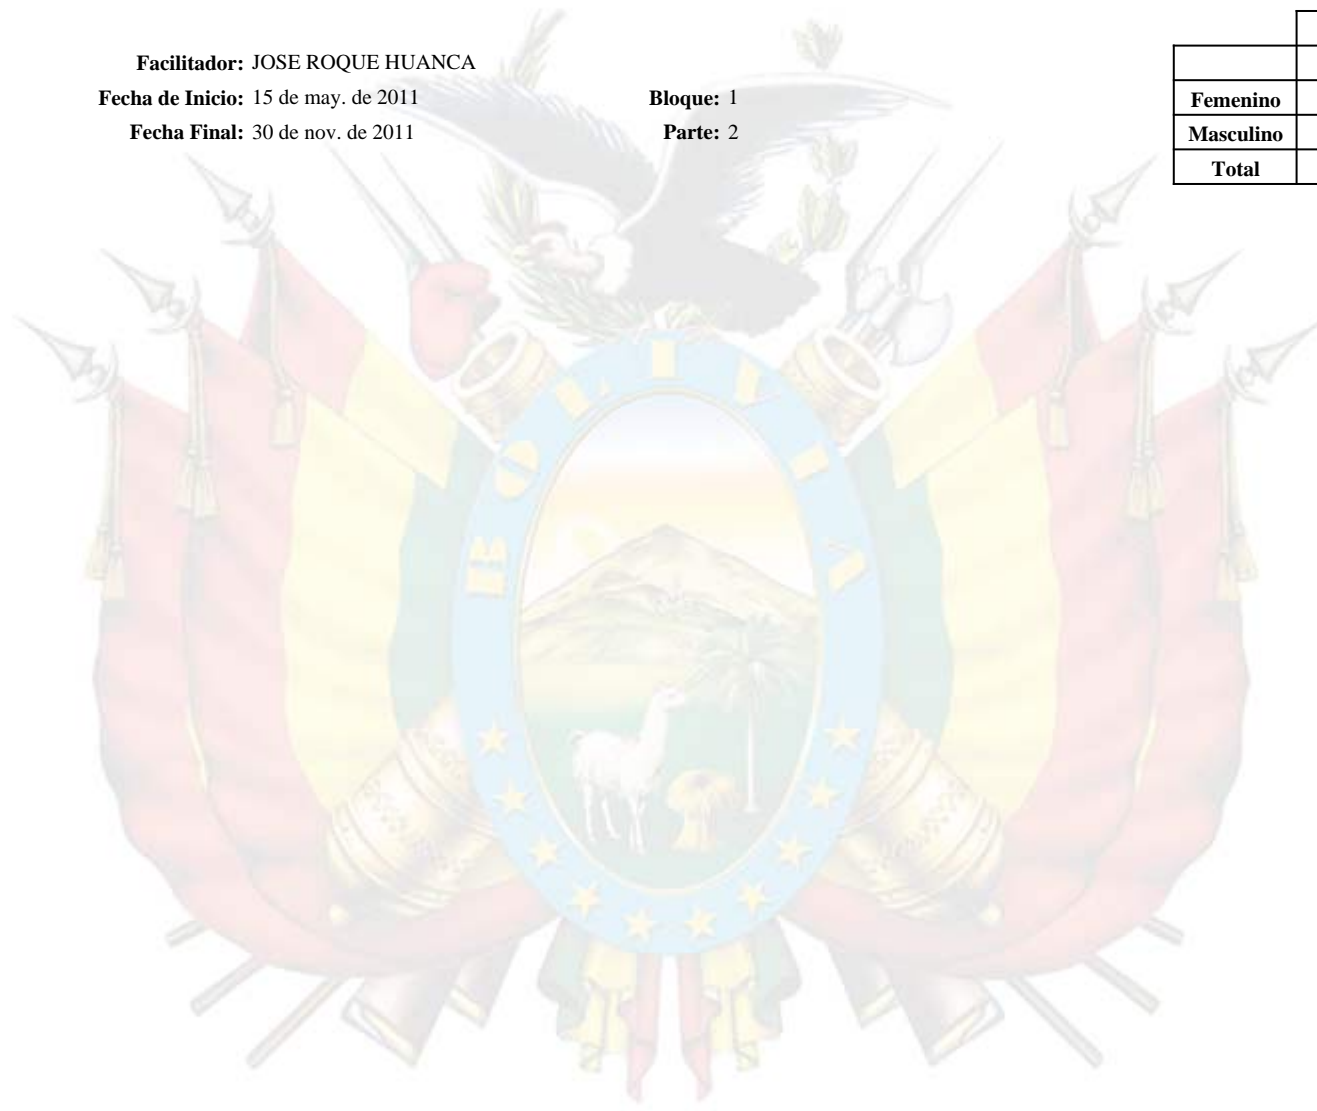 Facilitador: JOSE ROQUE HUANCA
Fecha de Inicio: 15 de may. de 2011 Bloque: 1
Fecha Final: 30 de nov. de 2011 Parte: 2
Femenino
Masculino
Total
BOLIVIA